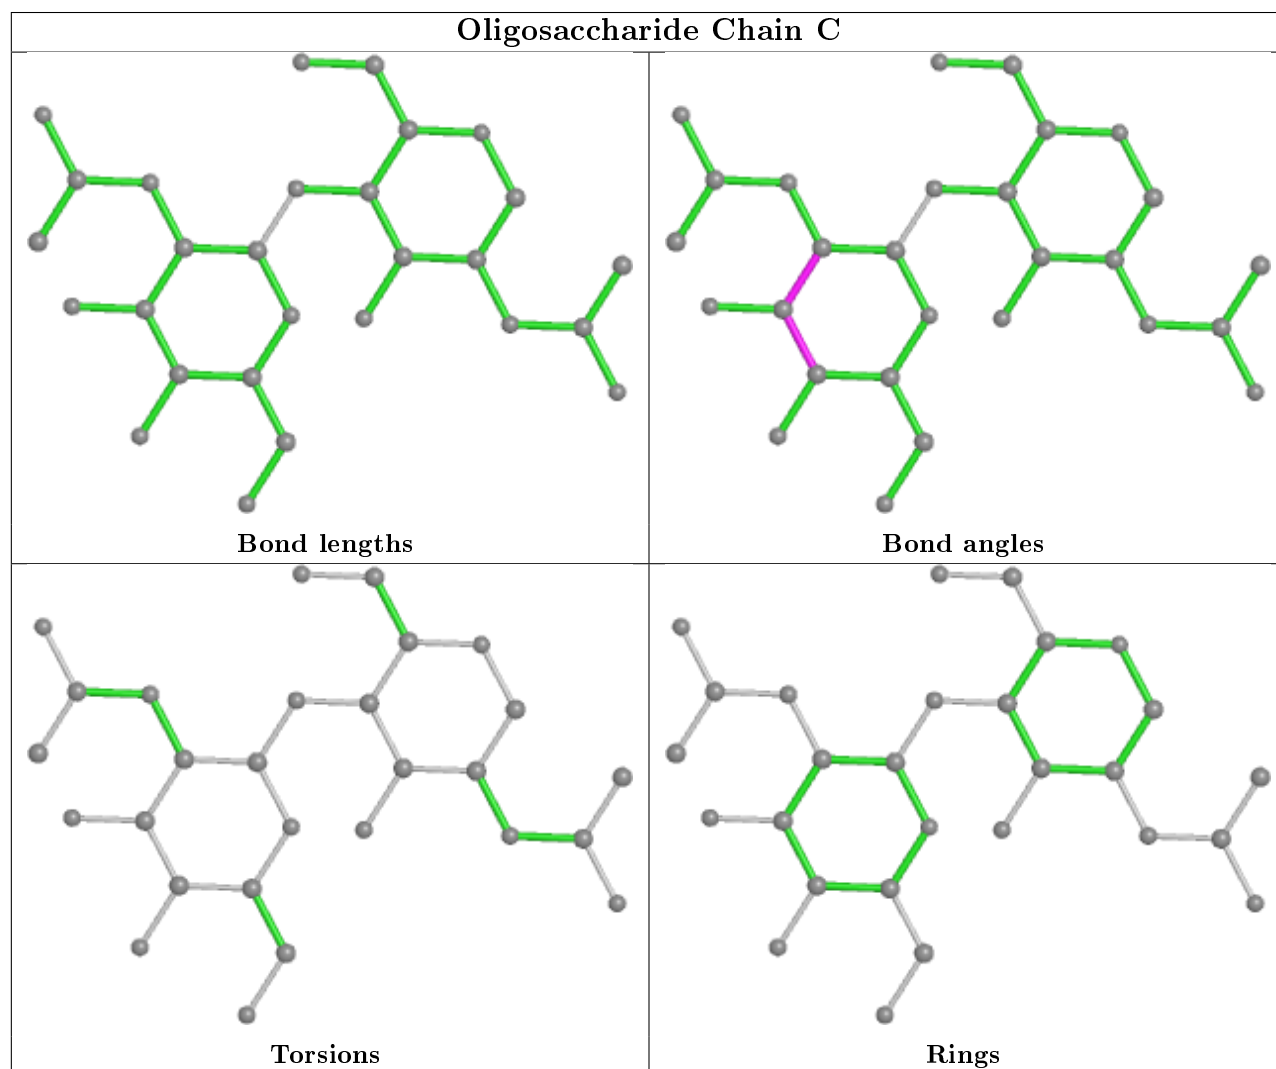 Oligosaccharide Chain C
Bond lengths
Bond angles
Torsions
Rings